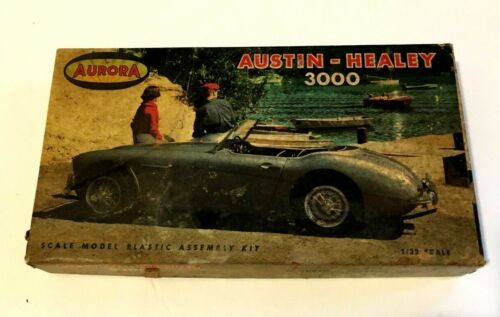 AURORA
AUSTIN - HEALEY
3000
SCALE MODEL PLASTIC ASSEMBLY KIT
1/32 SCALE